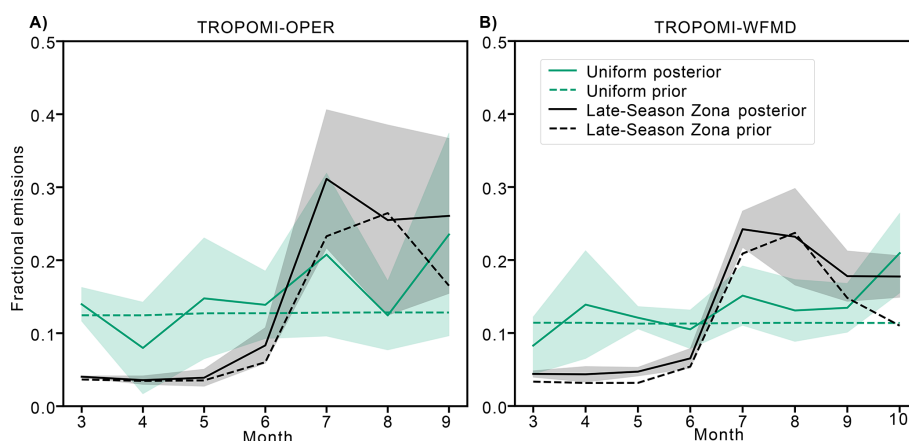 A)
TROPOMI-OPER
0.5
0.4
0.3
0.2
0.1
0.0
Fractional emissions
3 4 5 6 7 8 9
Month
B)
TROPOMI-WFMD
0.5
0.4
0.3
0.2
0.1
0.0
Uniform posterior
Uniform prior
Late-Season Zona posterior
Late-Season Zona prior
3 4 5 6 7 8 9 10
Month